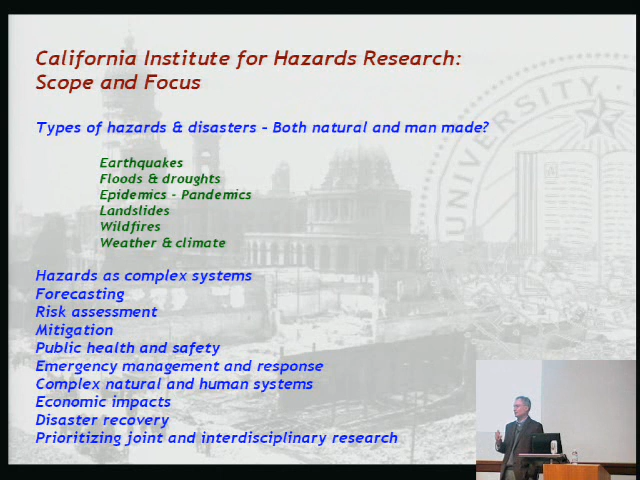 California Institute for Hazards Research:
Scope and Focus
Types of hazards & disasters – Both natural and man made?
Earthquakes
Floods & droughts
Epidemics - Pandemics
Landslides
Wildfires
Weather & climate
Hazards as complex systems
Forecasting
Risk assessment
Mitigation
Public health and safety
Emergency management and response
Complex natural and human systems
Economic impacts
Disaster recovery
Prioritizing joint and interdisciplinary research
UNIVERSITY